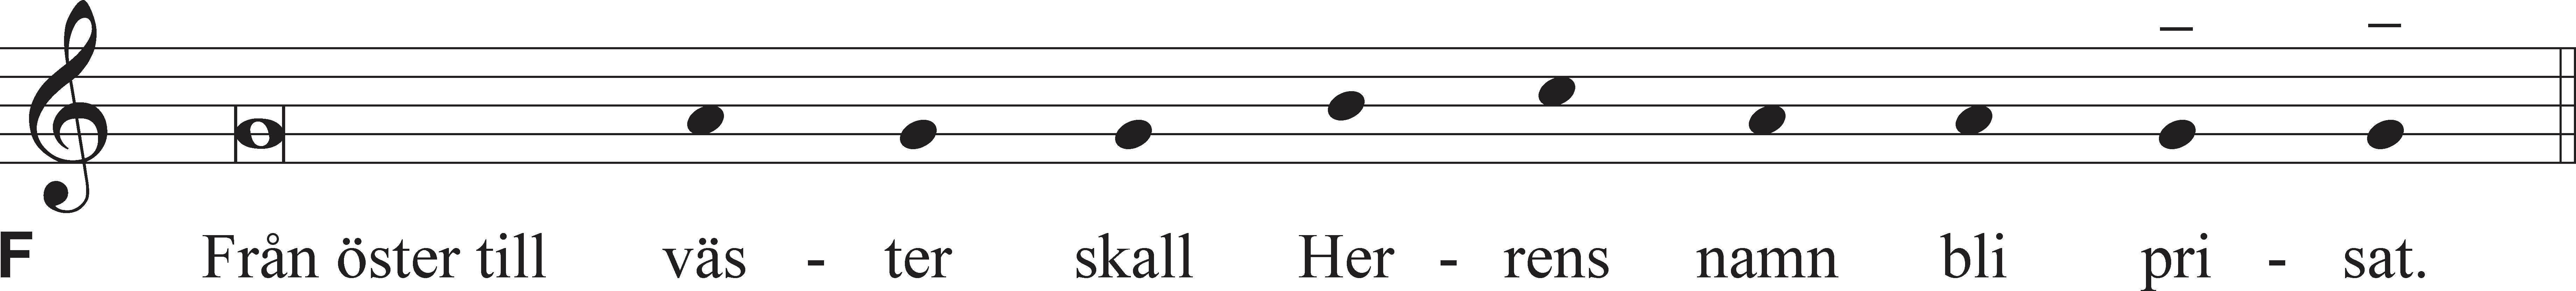 F Från öster till väs - ter skall Her - rens namn bli pri - sat.